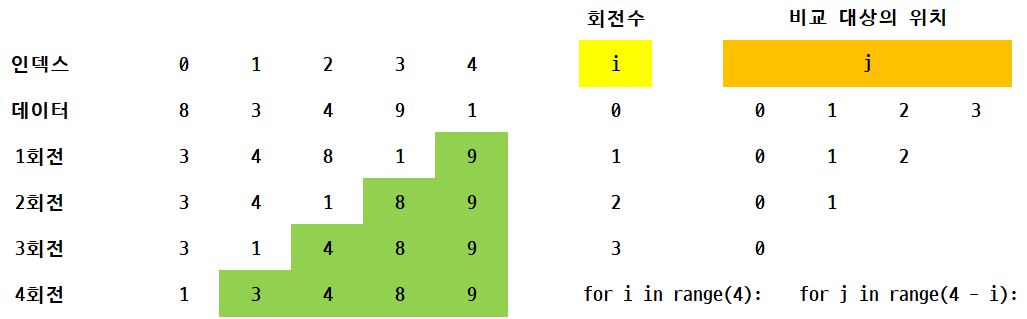 회전수 비교 대상의 위치
인덱스 0 1 2 3 4 i j
데이터 8 3 4 9 1 0 0 1 2 3
1회전 3 4 8 1 9 1 0 1 2
2회전 3 4 1 8 9 2 0 1
3회전 3 1 4 8 9 3 0
4회전 1 3 4 8 9 for i in range(4): for j in range(4 - i):